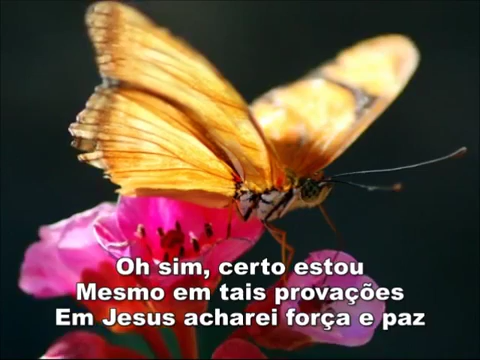 Oh sim, certo estou
Mesmo em tais provações
Em Jesus acharei força e paz